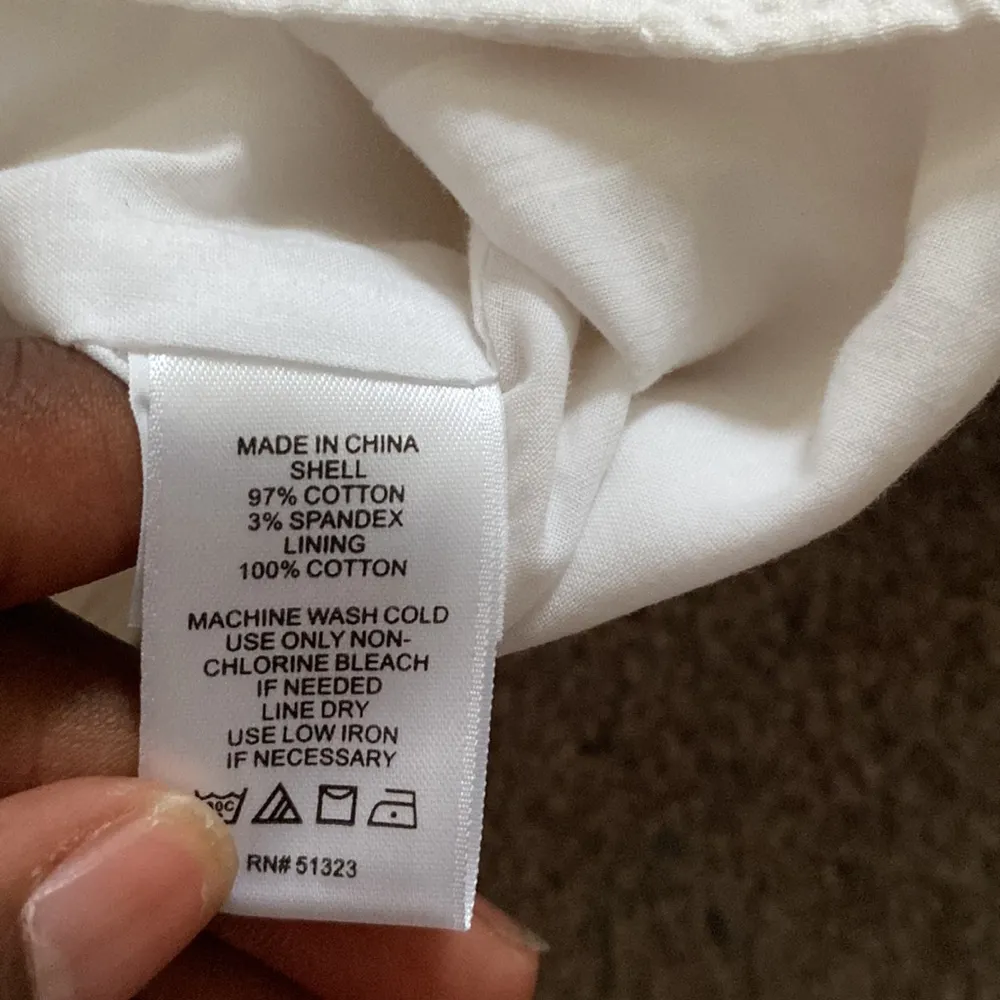 MADE IN CHINA
SHELL
97% COTTON
3% SPANDEX
LINING
100% COTTON
MACHINE WASH COLD
USE ONLY NON-
CHLORINE BLEACH
IF NEEDED
LINE DRY
USE LOW IRON
IF NECESSARY
RN# 51323